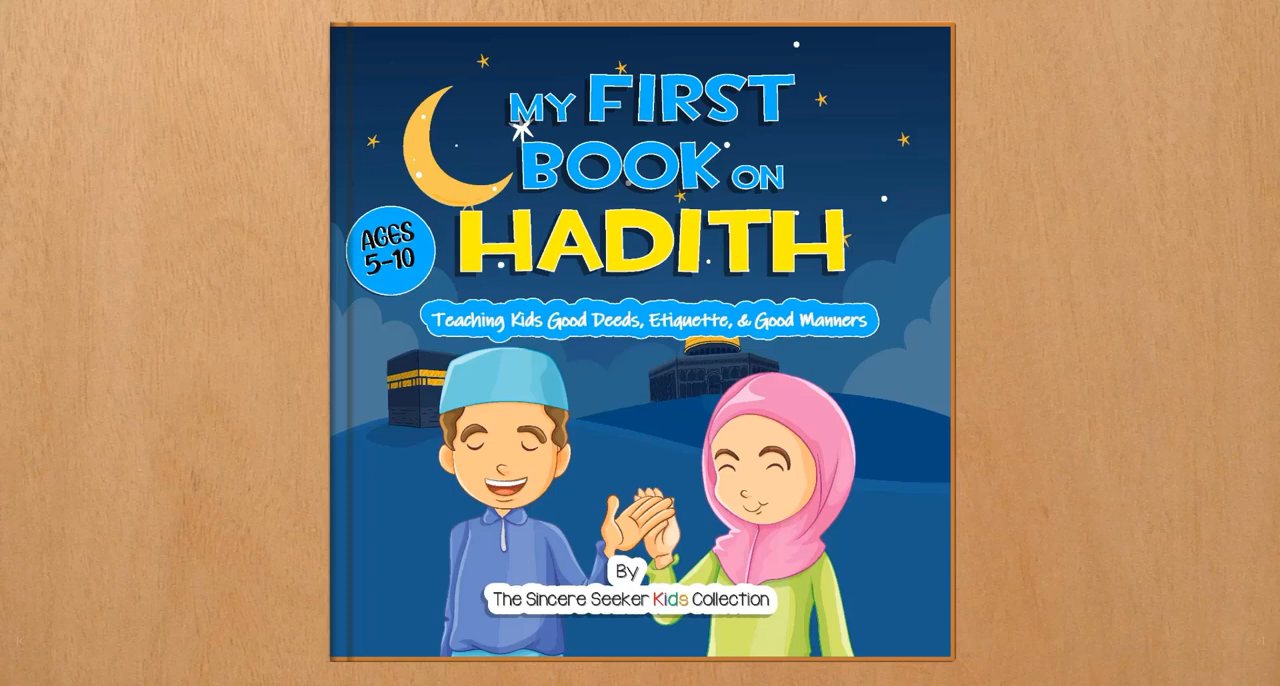 MY FIRST
BOOK ON
HADITH
AGES
5-10
Teaching Kids Good Deeds, Etiquette, & Good Manners
By
The Sincere Seeker Kids Collection